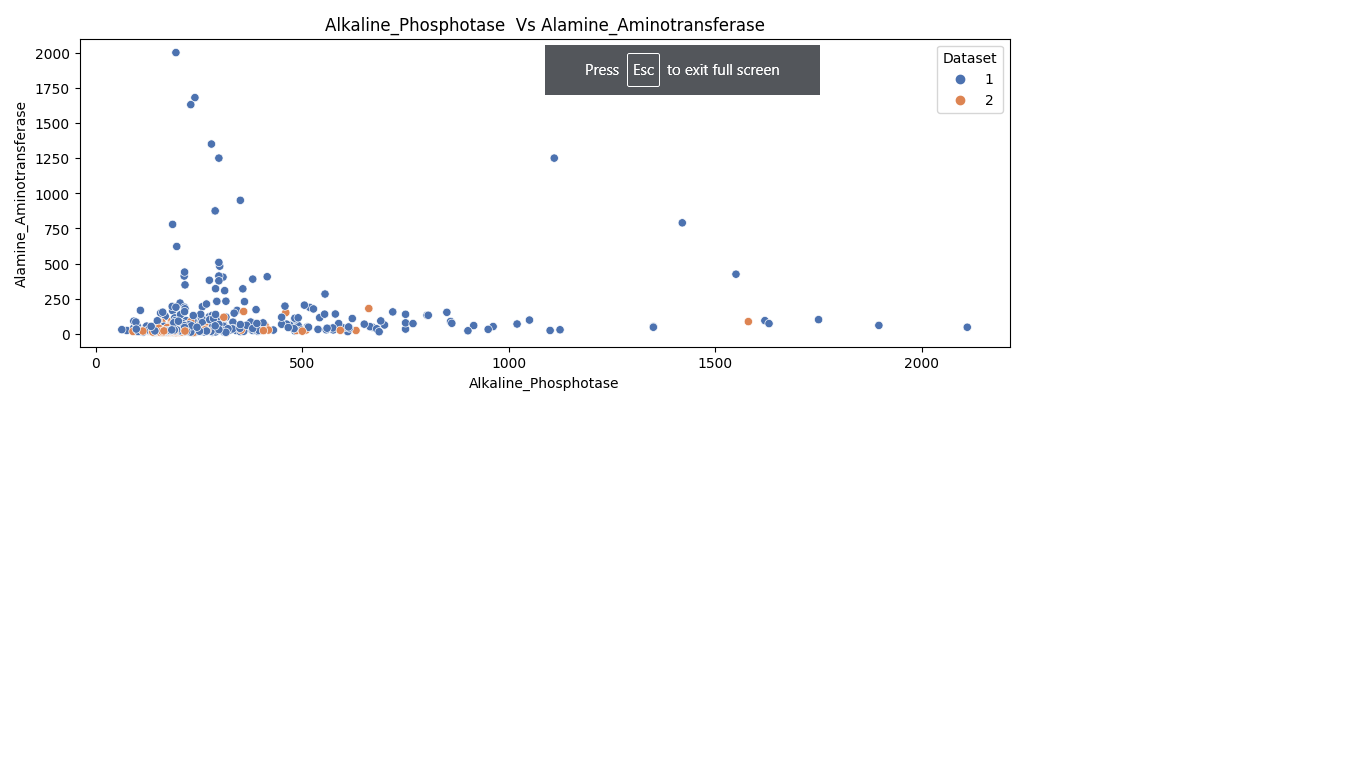 Alkaline_Phosphotase  Vs Alamine_Aminotransferase
Press Esc to exit full screen
Dataset
1
2
Alamine_Aminotransferase
2000
1750
1500
1250
1000
750
500
250
0
0 500 1000 1500 2000
Alkaline_Phosphotase